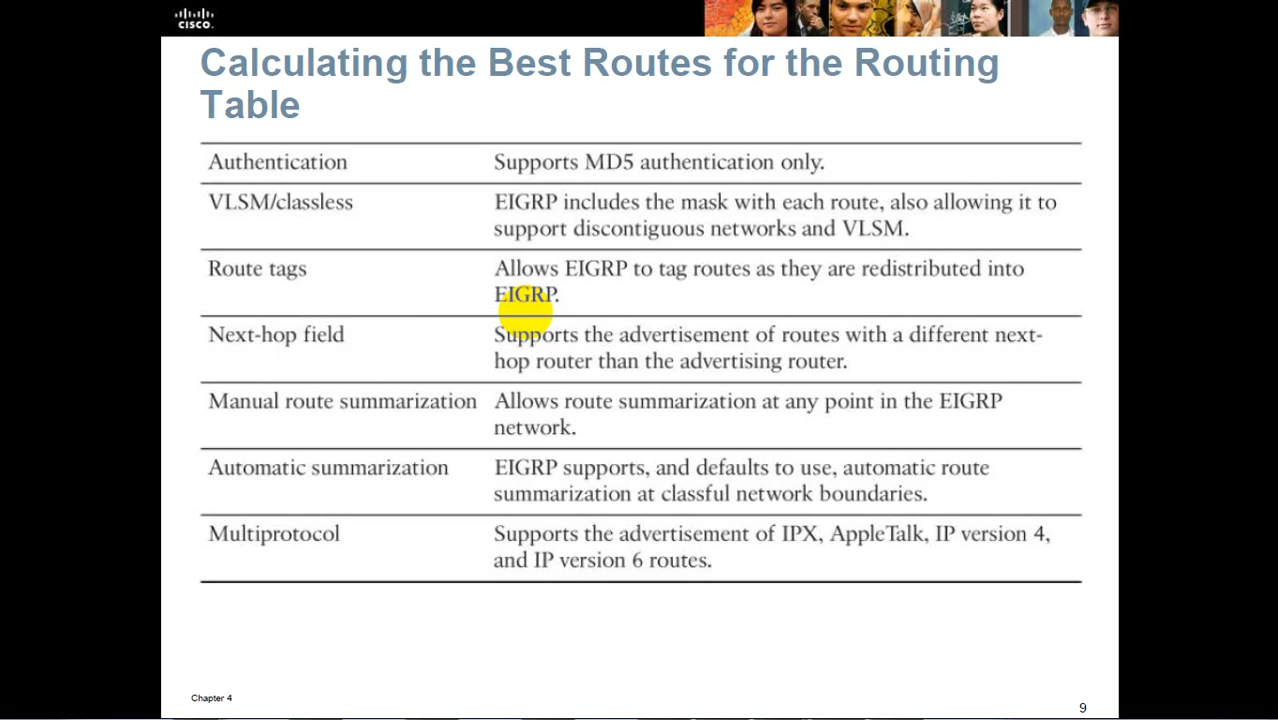 CISCO.
Calculating the Best Routes for the Routing
Table
Authentication Supports MD5 authentication only.
VLSM/classless EIGRP includes the mask with each route, also allowing it to
support discontiguous networks and VLSM.
Route tags Allows EIGRP to tag routes as they are redistributed into
EIGRP.
Next-hop field Supports the advertisement of routes with a different next-
hop router than the advertising router.
Manual route summarization Allows route summarization at any point in the EIGRP
network.
Automatic summarization EIGRP supports, and defaults to use, automatic route
summarization at classful network boundaries.
Multiprotocol Supports the advertisement of IPX, AppleTalk, IP version 4,
and IP version 6 routes.
Chapter 4
9